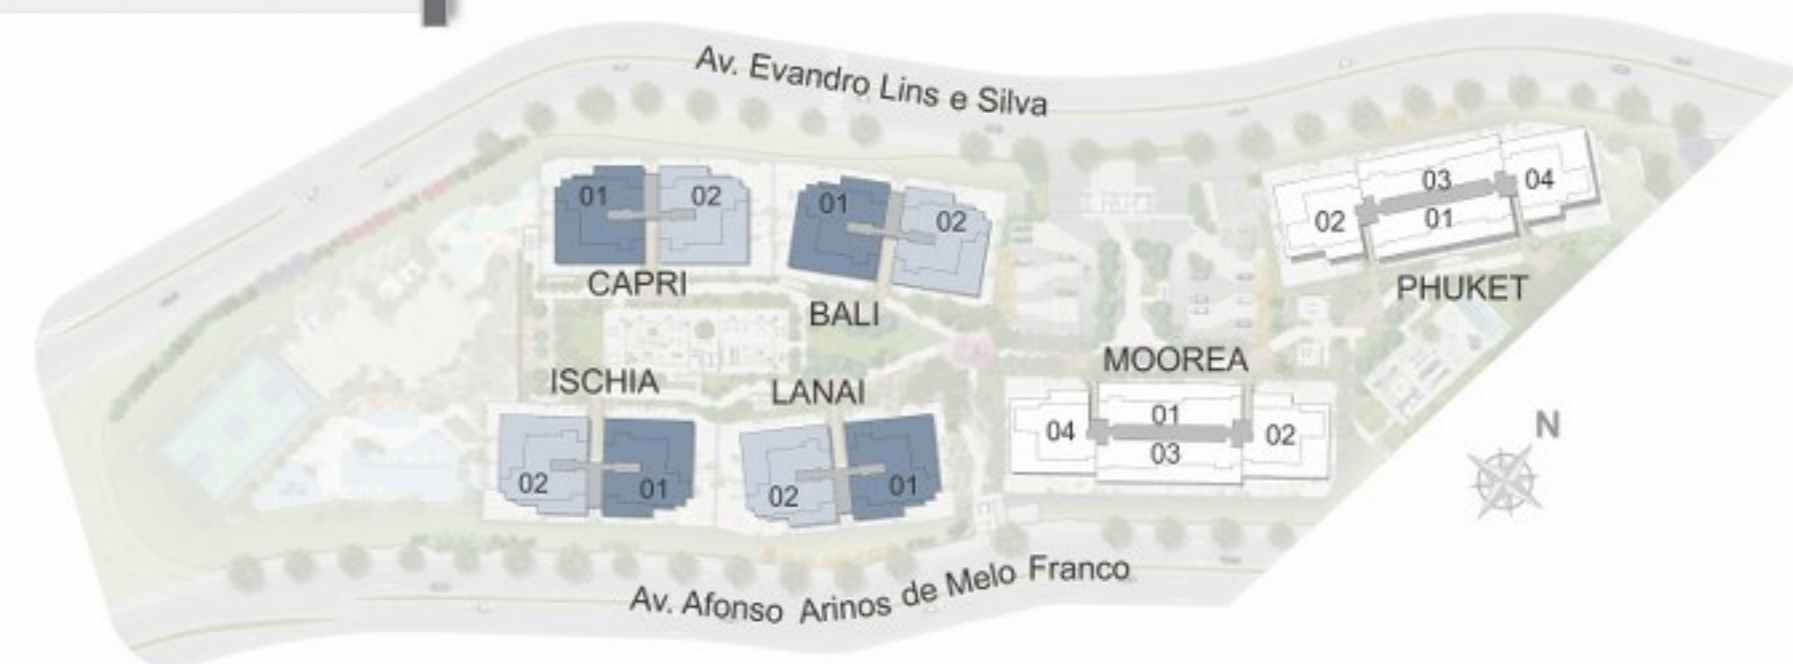 Av. Evandro Lins e Silva
01 02
CAPRI
01 02
BALI
02 03 01 04
PHUKET
ISCHIA
02 01
LANAI
02 01
MOOREA
04 01 03 02
N
Av. Afonso Arinos de Melo Franco